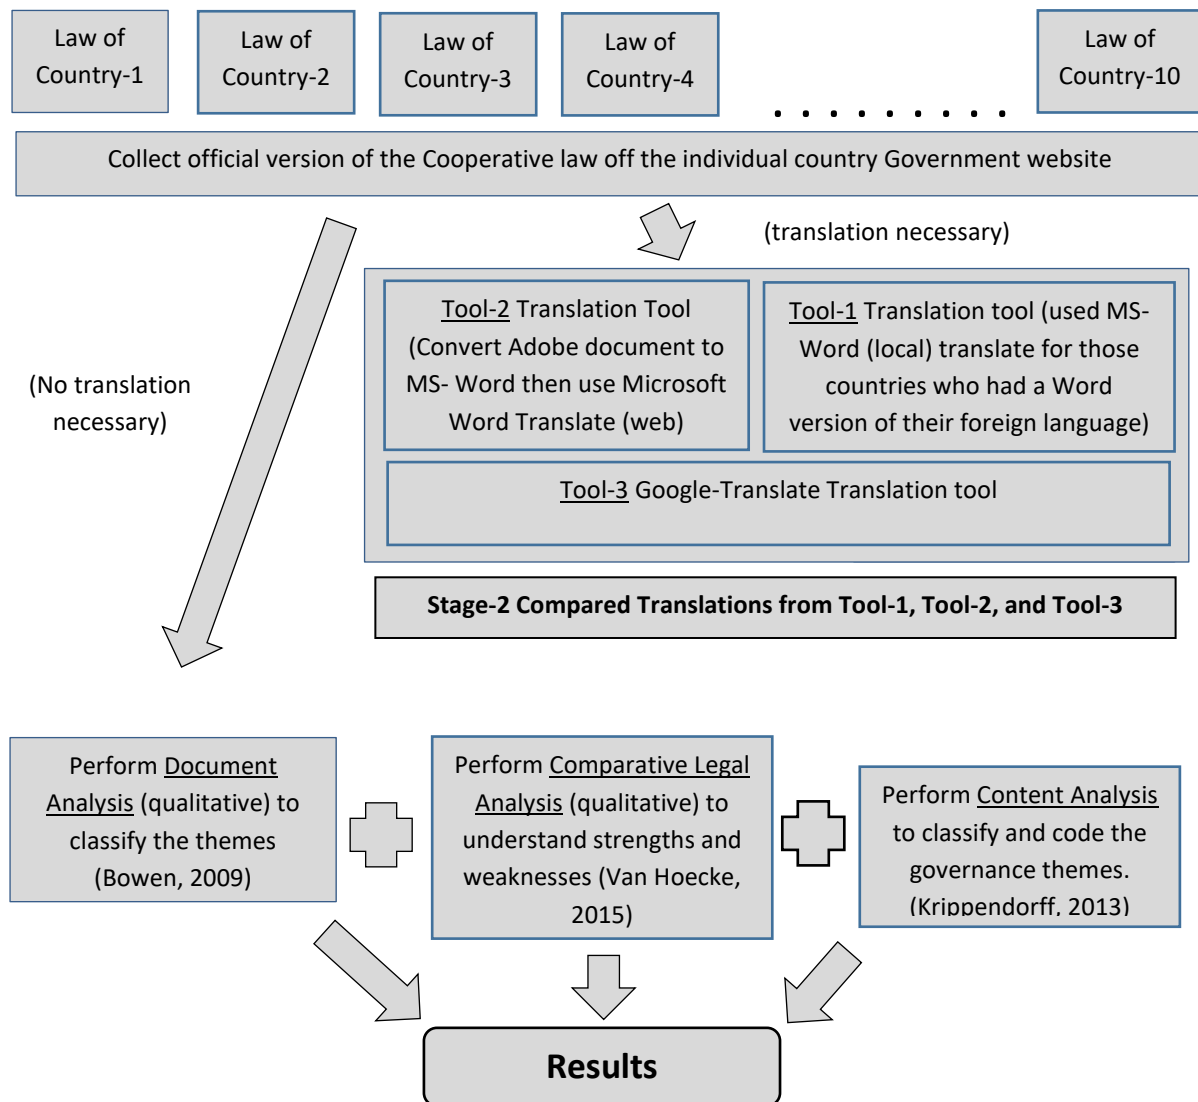 Law of
Country-1
Law of
Country-2
Law of
Country-3
Law of
Country-4
. . . . . . . . .
Law of
Country-10
Collect official version of the Cooperative law off the individual country Government website
(translation necessary)
(No translation
necessary)
Tool-2 Translation Tool
(Convert Adobe document to
MS- Word then use Microsoft
Word Translate (web)
Tool-1 Translation tool (used MS-
Word (local) translate for those
countries who had a Word
version of their foreign language)
Tool-3 Google-Translate Translation tool
Stage-2 Compared Translations from Tool-1, Tool-2, and Tool-3
Perform Document
Analysis (qualitative) to
classify the themes
(Bowen, 2009)
Perform Comparative Legal
Analysis (qualitative) to
understand strengths and
weaknesses (Van Hoecke,
2015)
Perform Content Analysis
to classify and code the
governance themes.
(Krippendorff, 2013)
Results